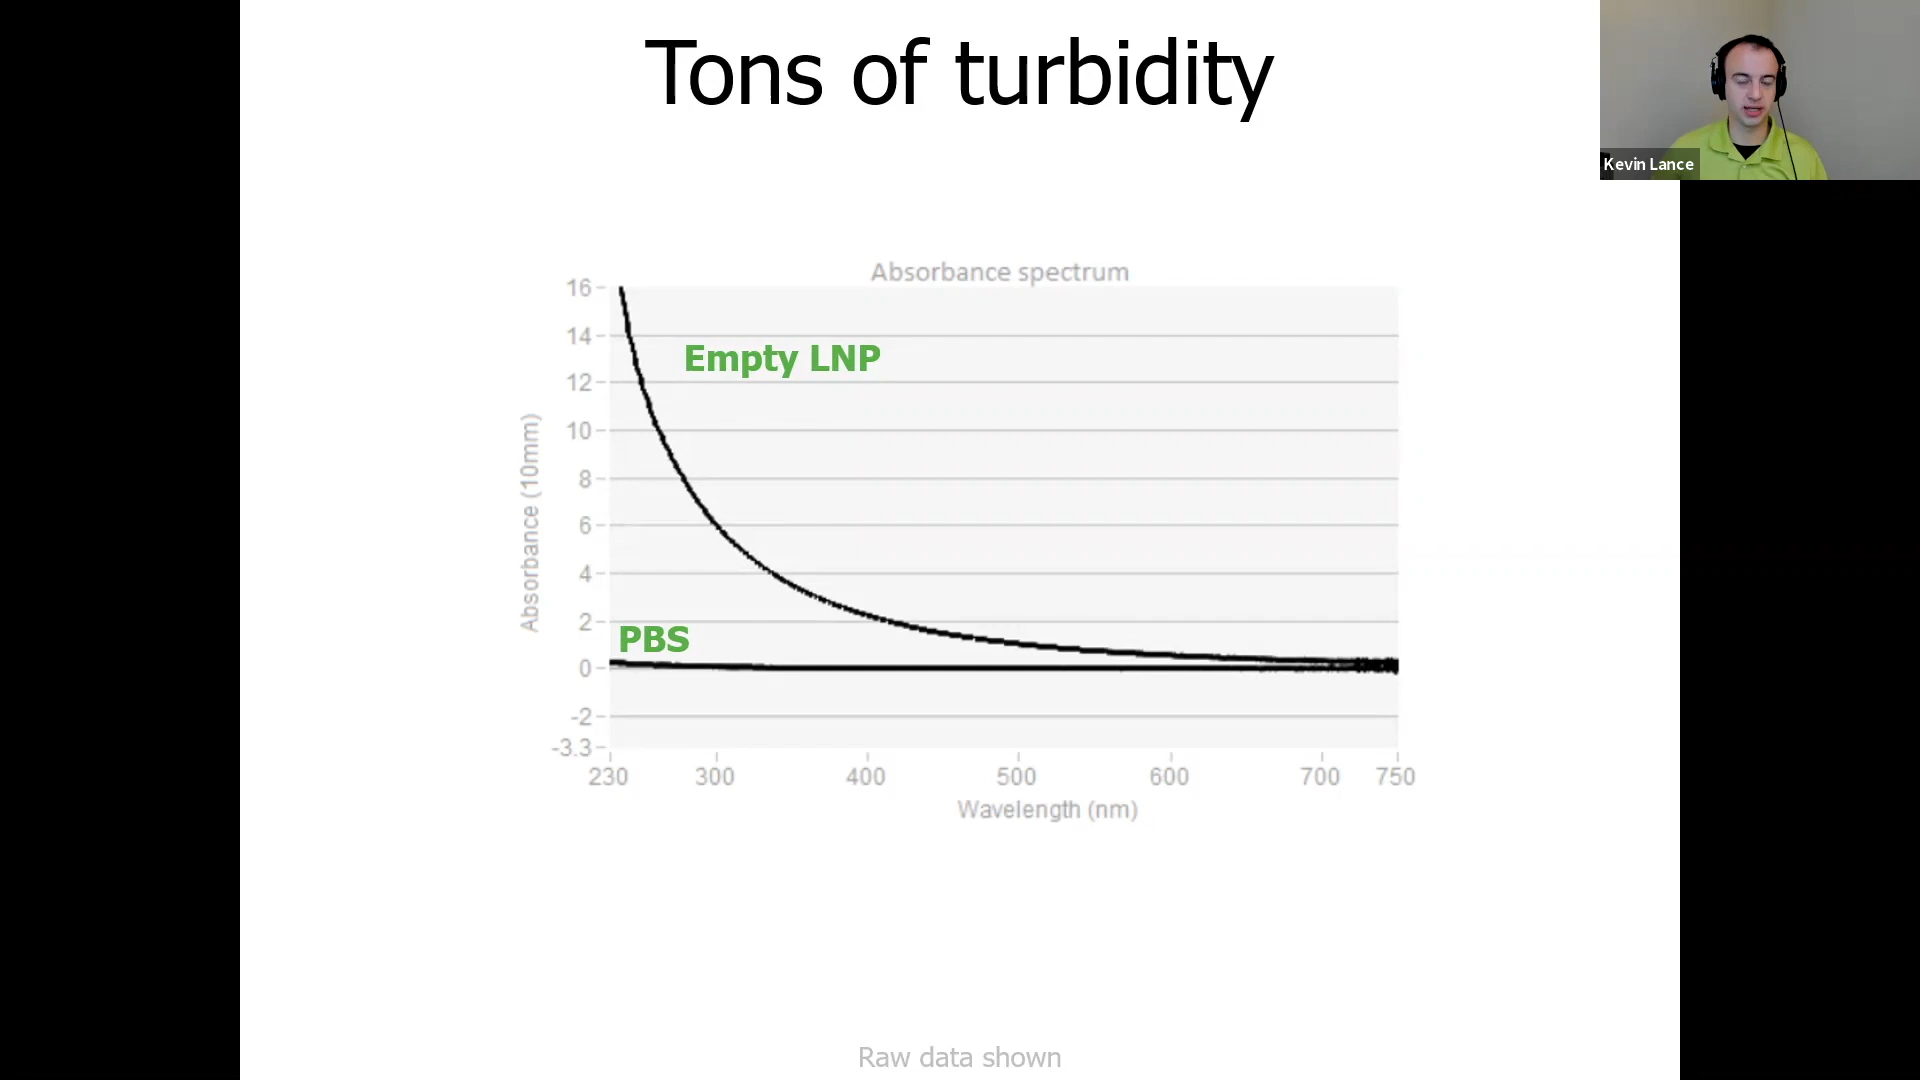 Tons of turbidity
Kevin Lance
Absorbance spectrum
16
14
12
10
8
6
4
2
0
-2
-3.3
Absorbance (10mm)
Empty LNP
PBS
230 300 400 500 600 700 750
Wavelength (nm)
Raw data shown